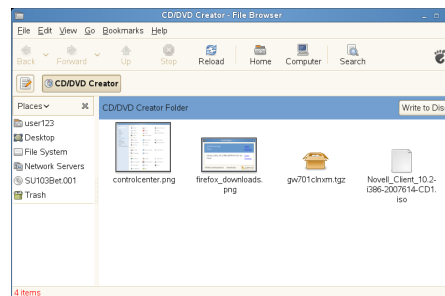 CD/DVD Creator - File Browser
File Edit View Go Bookmarks Help
Back Forward Up Stop Reload Home Computer Search
CD/DVD Creator
Places
CD/DVD Creator Folder
Write to Disc
user123
Desktop
File System
Network Servers
SU103Bet.001
Trash
controlcenter.png
firefox_downloads.
png
gw701clnxm.tgz
Novell_Client_10.2-
i386-2007614-CD1.
iso
4 items